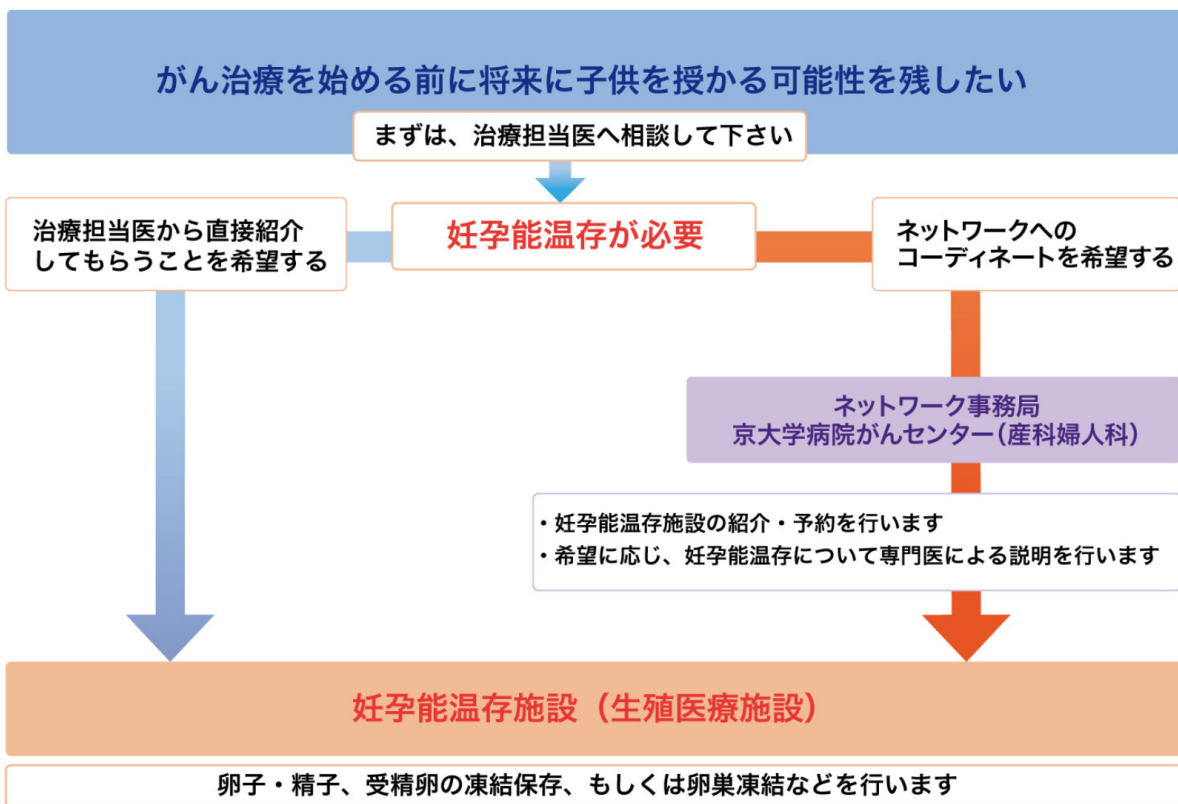 がん治療を始める前に将来に子供を授かる可能性を残したい
まずは、治療担当医へ相談して下さい
妊孕能温存が必要
治療担当医から直接紹介
してもらうことを希望する
ネットワークへの
コーディネートを希望する
ネットワーク事務局
京大学病院がんセンター(産科婦人科)
・妊孕能温存施設の紹介・予約を行います
・希望に応じ、妊孕能温存について専門医による説明を行います
妊孕能温存施設(生殖医療施設)
卵子・精子、受精卵の凍結保存、もしくは卵巣凍結などを行います